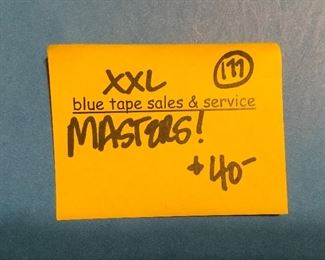 177
XXL
blue tape sales & service
MASTERS!
$40-